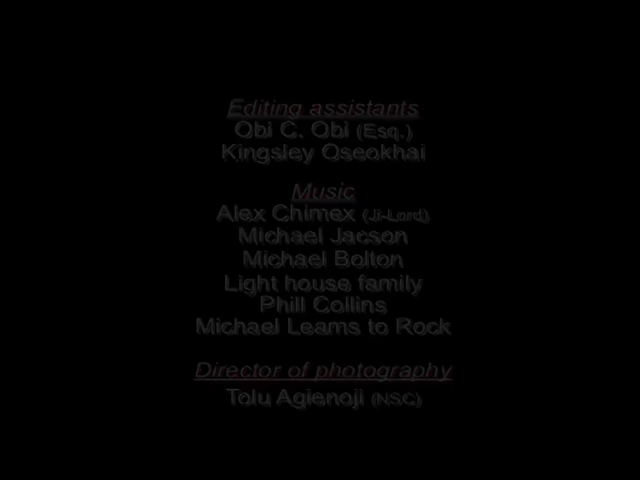 Editing assistants
Obi C. Obi (Esq.)
Kingsley Oseokhai
Music
Alex Chimex (Ji-Lord)
Michael Jacson
Michael Bolton
Light house family
Phill Collins
Michael Leams to Rock
Director of photography
Tolu Agienoji (NSC)